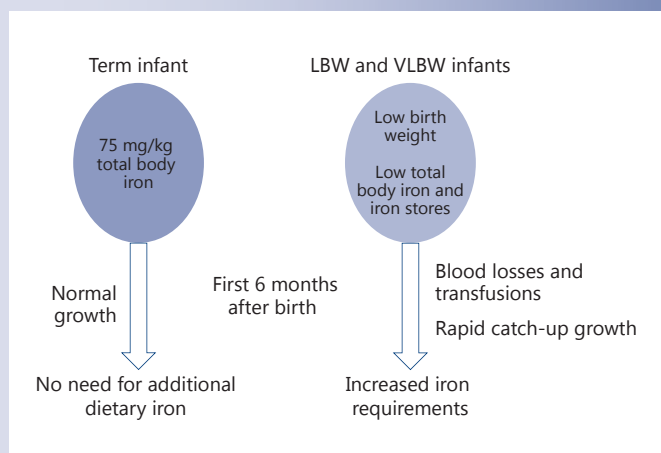 Term infant
75 mg/kg
total body
iron
Normal
growth
No need for additional
dietary iron
First 6 months
after birth
LBW and VLBW infants
Low birth
weight
Low total
body iron and
iron stores
Blood losses and
transfusions
Rapid catch-up growth
Increased iron
requirements